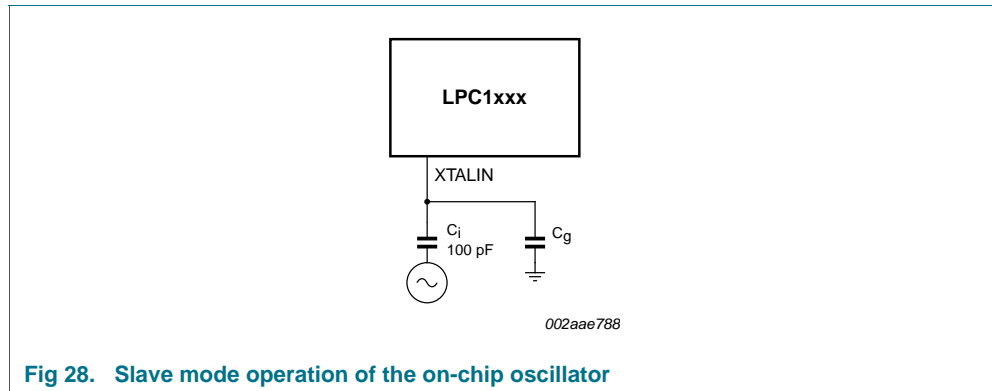 LPC1xxx
XTALIN
Ci
100 pF
Cg
002aae788
Fig 28. Slave mode operation of the on-chip oscillator